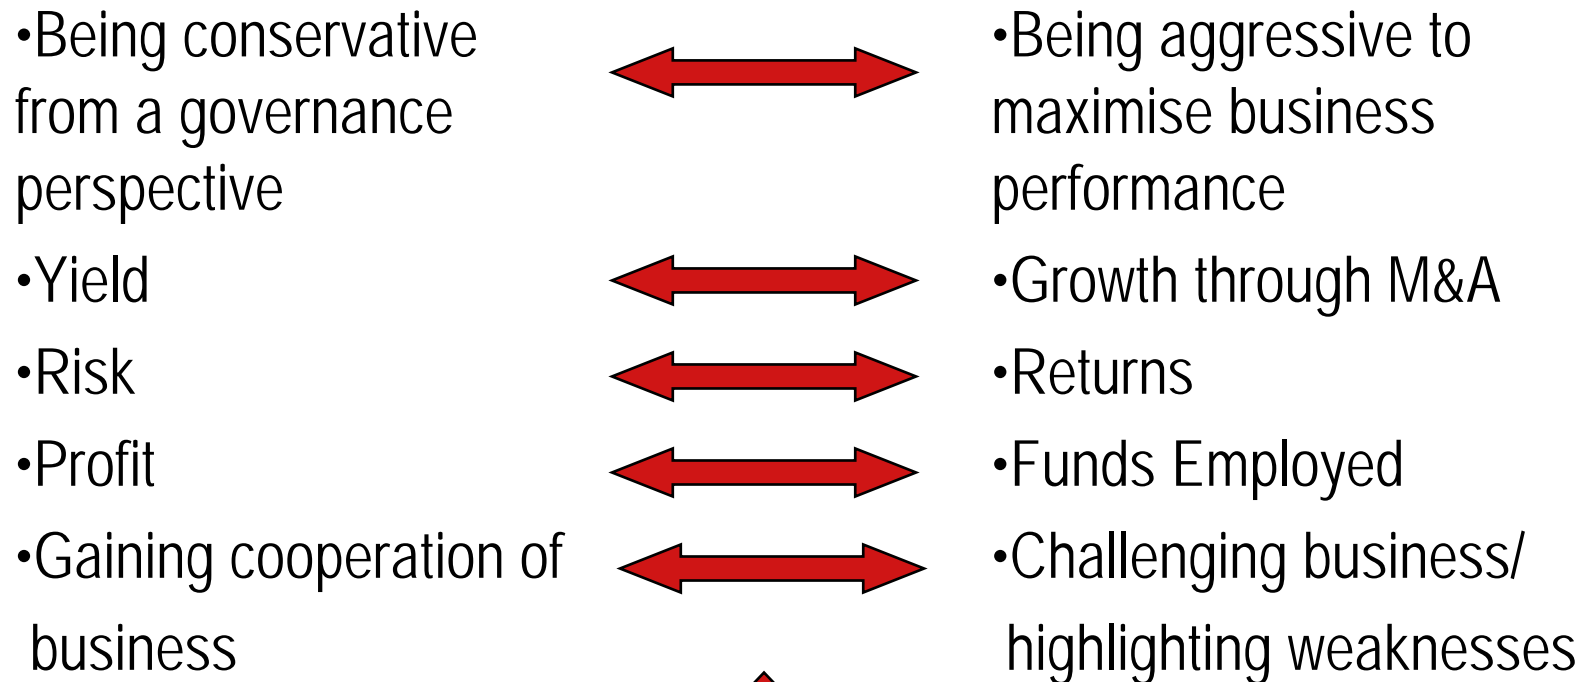 •Being conservative
from a governance
perspective
•Being aggressive to
maximise business
performance
•Yield
•Growth through M&A
•Risk
•Returns
•Profit
•Funds Employed
•Gaining cooperation of
business
•Challenging business/
highlighting weaknesses